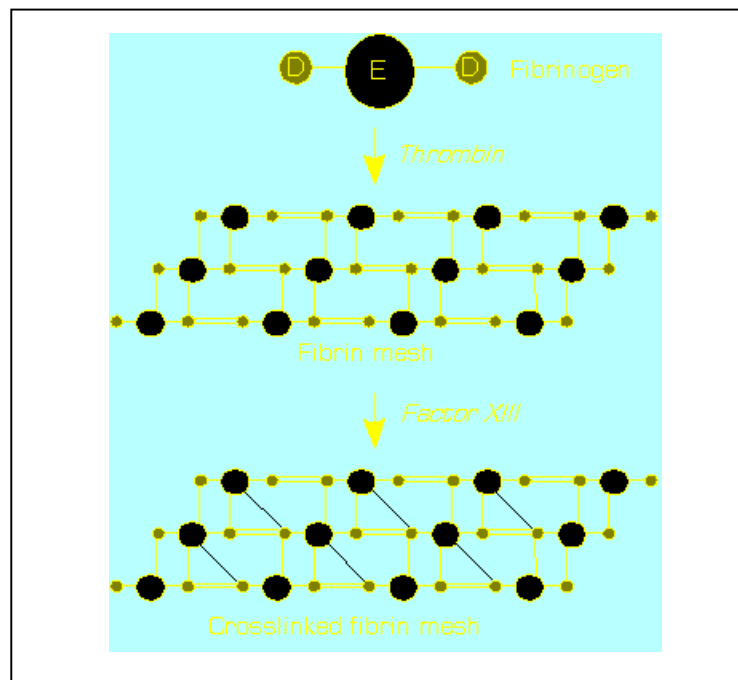 D E D Fibrinogen
Thrombin
Fibrin mesh
Factor XIII
Crosslinked fibrin mesh